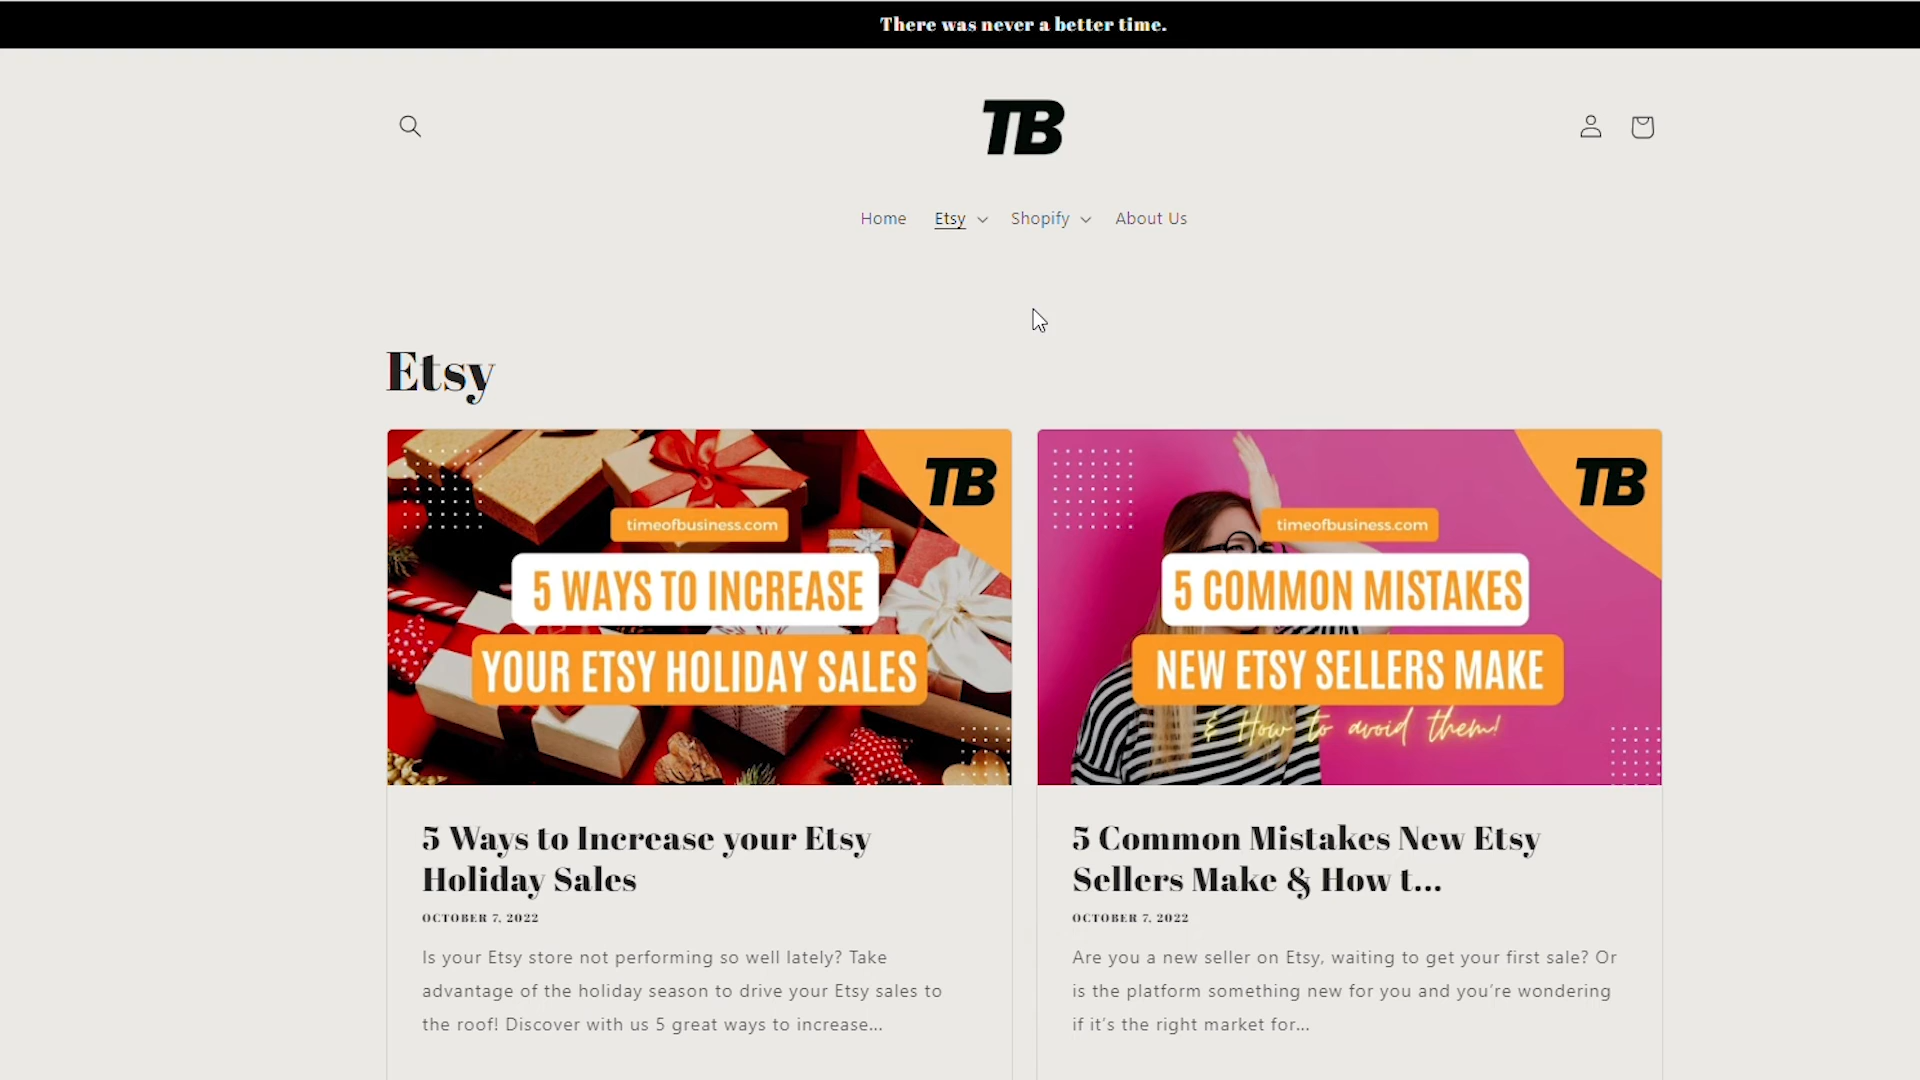 There was never a better time.
TB
Home Etsy Shopify About Us
Etsy
TB
timeofbusiness.com
5 WAYS TO INCREASE
YOUR ETSY HOLIDAY SALES
5 Ways to Increase your Etsy
Holiday Sales
OCTOBER 7, 2022
Is your Etsy store not performing so well lately? Take
advantage of the holiday season to drive your Etsy sales to
the roof! Discover with us 5 great ways to increase...
TB
timeofbusiness.com
5 COMMON MISTAKES
NEW ETSY SELLERS MAKE
& How to avoid them!
5 Common Mistakes New Etsy
Sellers Make & How t...
OCTOBER 7, 2022
Are you a new seller on Etsy, waiting to get your first sale? Or
is the platform something new for you and you’re wondering
if it’s the right market for...